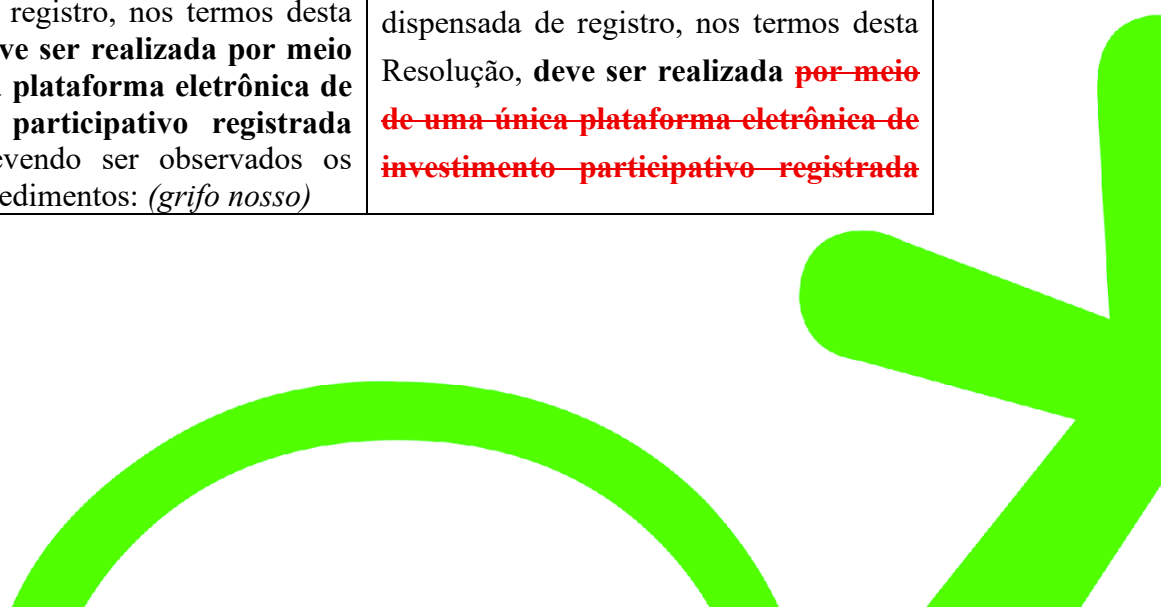 registro, nos termos desta
ve ser realizada por meio
plataforma eletrônica de
participativo registrada
evendo ser observados os
edimentos: (grifo nosso)
dispensada de registro, nos termos desta
Resolução, deve ser realizada por meio
de uma única plataforma eletrônica de
investimento participativo registrada